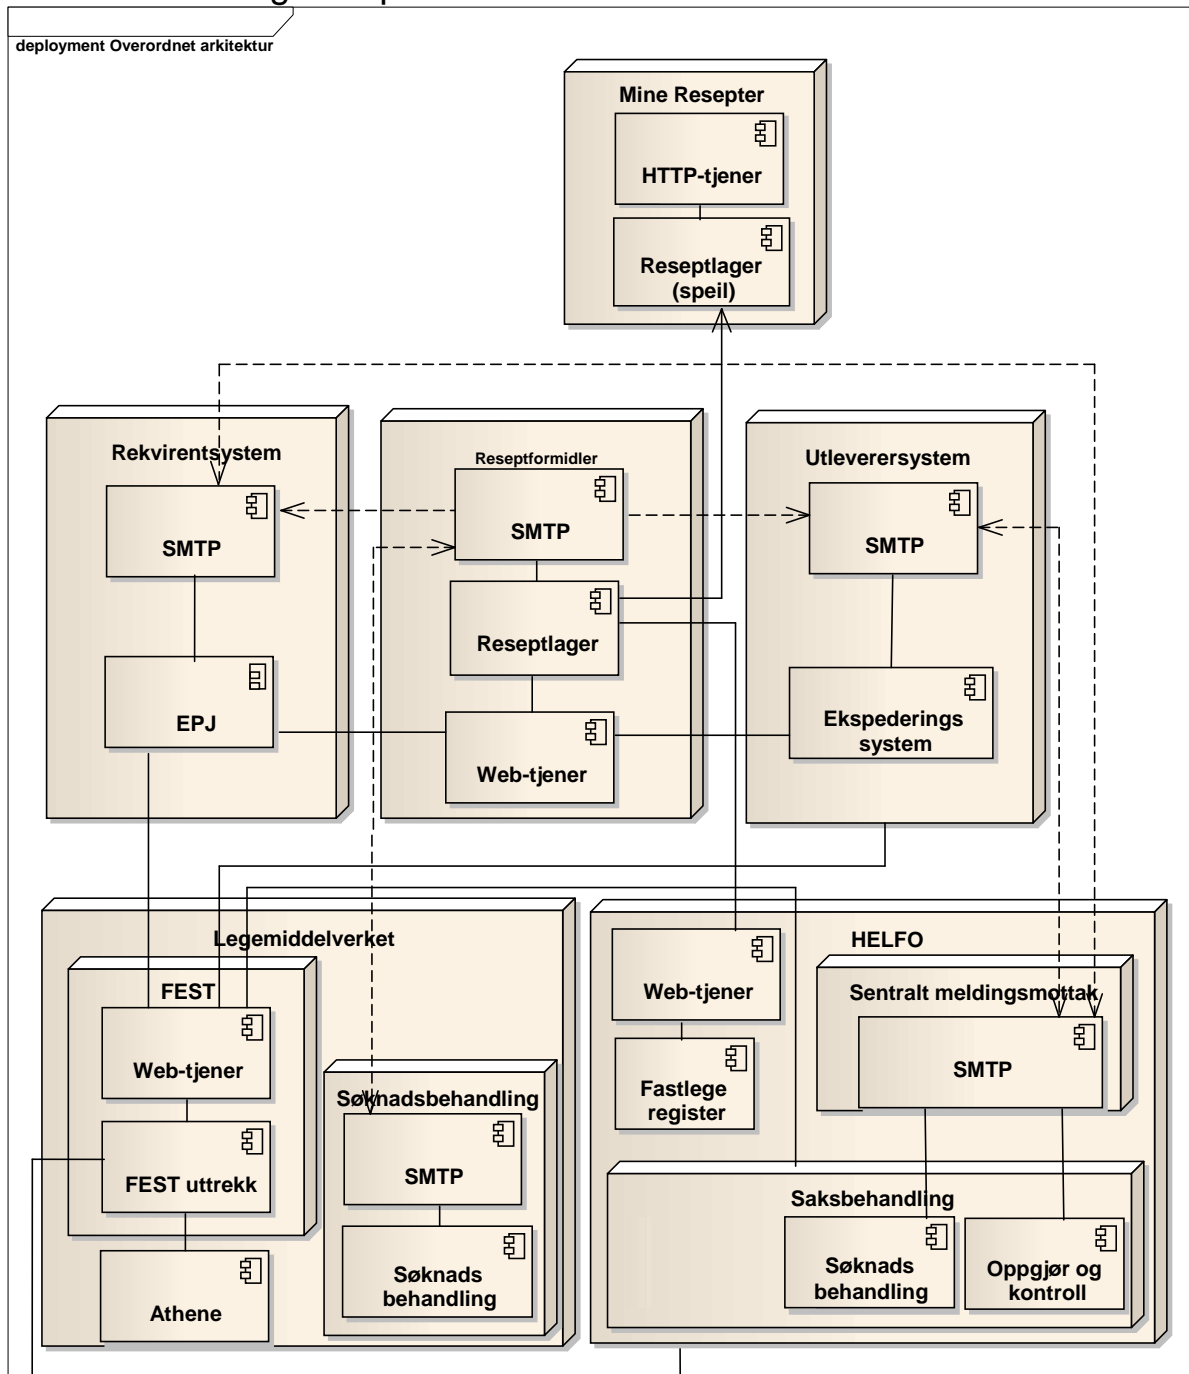 deployment Overordnet arkitektur
Mine Resepter
HTTP-tjener
Reseptlager
(speil)
Rekvirentsystem
SMTP
EPJ
Reseptformidler
SMTP
Reseptlager
Web-tjener
Utleverersystem
SMTP
Ekspederings
system
Legemiddelverket
FEST
Web-tjener
FEST uttrekk
Athene
Søknadsbehandling
SMTP
Søknads
behandling
HELFO
Web-tjener
Fastlege
register
Sentralt meldingsmottak
SMTP
Saksbehandling
Søknads
behandling
Oppgjør og
kontroll